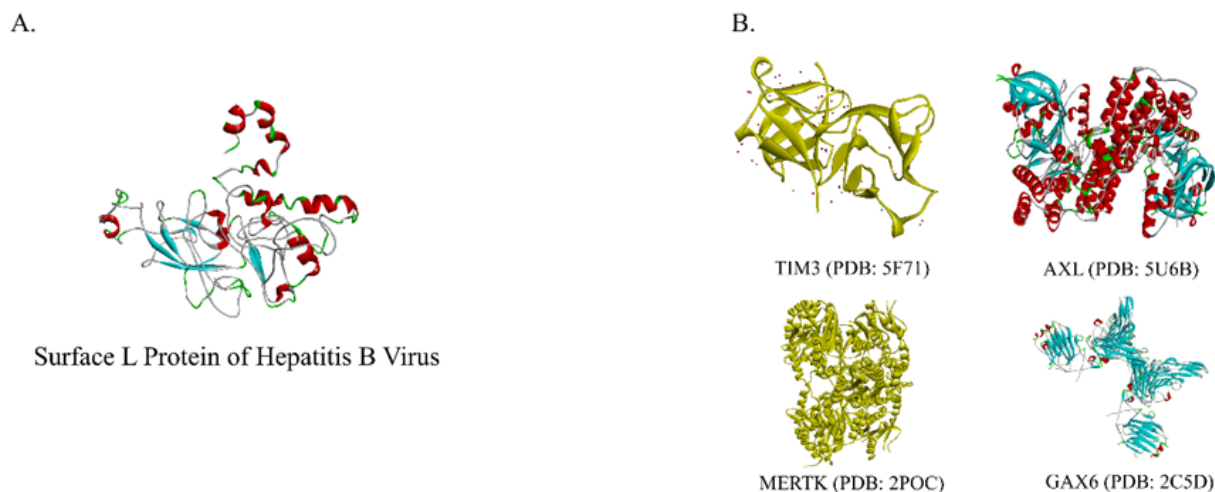 A.
B.
Surface L Protein of Hepatitis B Virus
TIM3 (PDB: 5F71)
AXL (PDB: 5U6B)
MERTK (PDB: 2POC)
GAX6 (PDB: 2C5D)